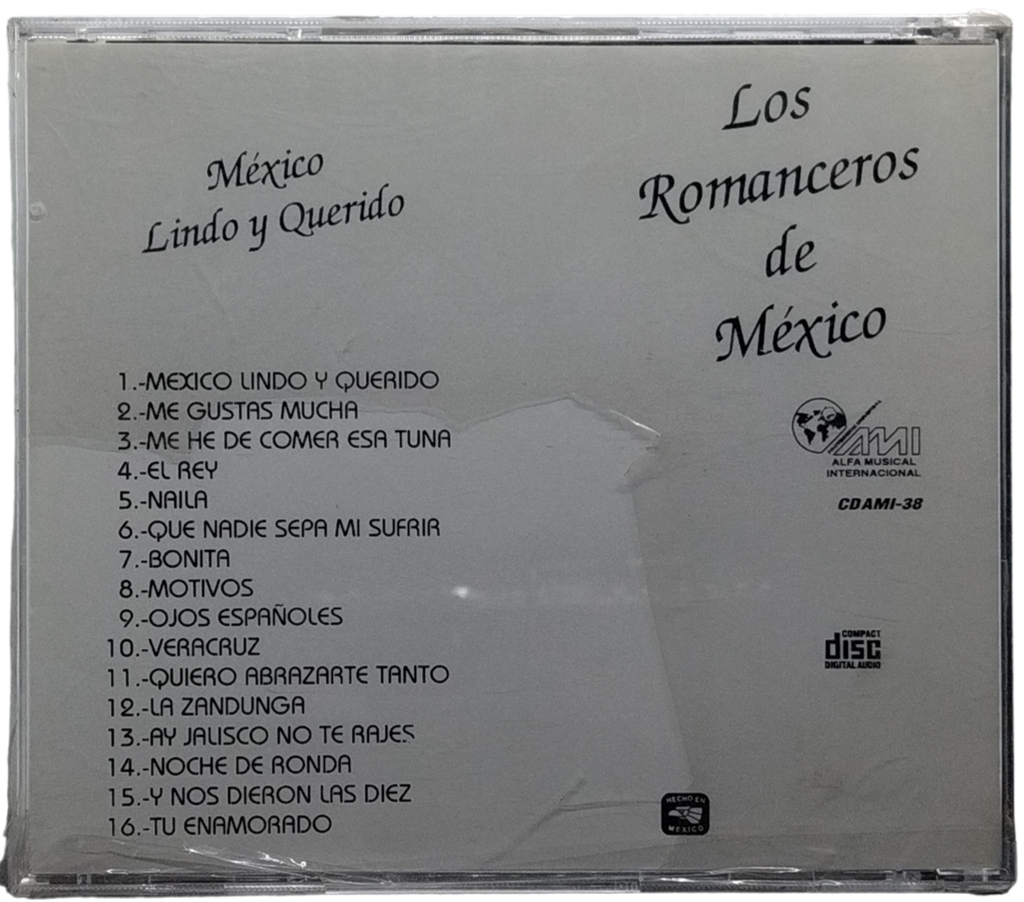 México
Lindo y Querido
Los
Romanceros
de
México
1.-MEXICO LINDO Y QUERIDO
2.-ME GUSTAS MUCHA
3.-ME HE DE COMER ESA TUNA
4.-EL REY
5.-NAILA
6.-QUE NADIE SEPA MI SUFRIR
7.-BONITA
8.-MOTIVOS
9.-OJOS ESPAÑOLES
10.-VERACRUZ
11.-QUIERO ABRAZARTE TANTO
12.-LA ZANDUNGA
13.-AY JALISCO NO TE RAJES
14.-NOCHE DE RONDA
15.-Y NOS DIERON LAS DIEZ
16.-TU ENAMORADO
AMI
ALFA MUSICAL
INTERNACIONAL
CDAMI-38
COMPACT
disc
DIGITAL AUDIO
HECHO EN
MEXICO